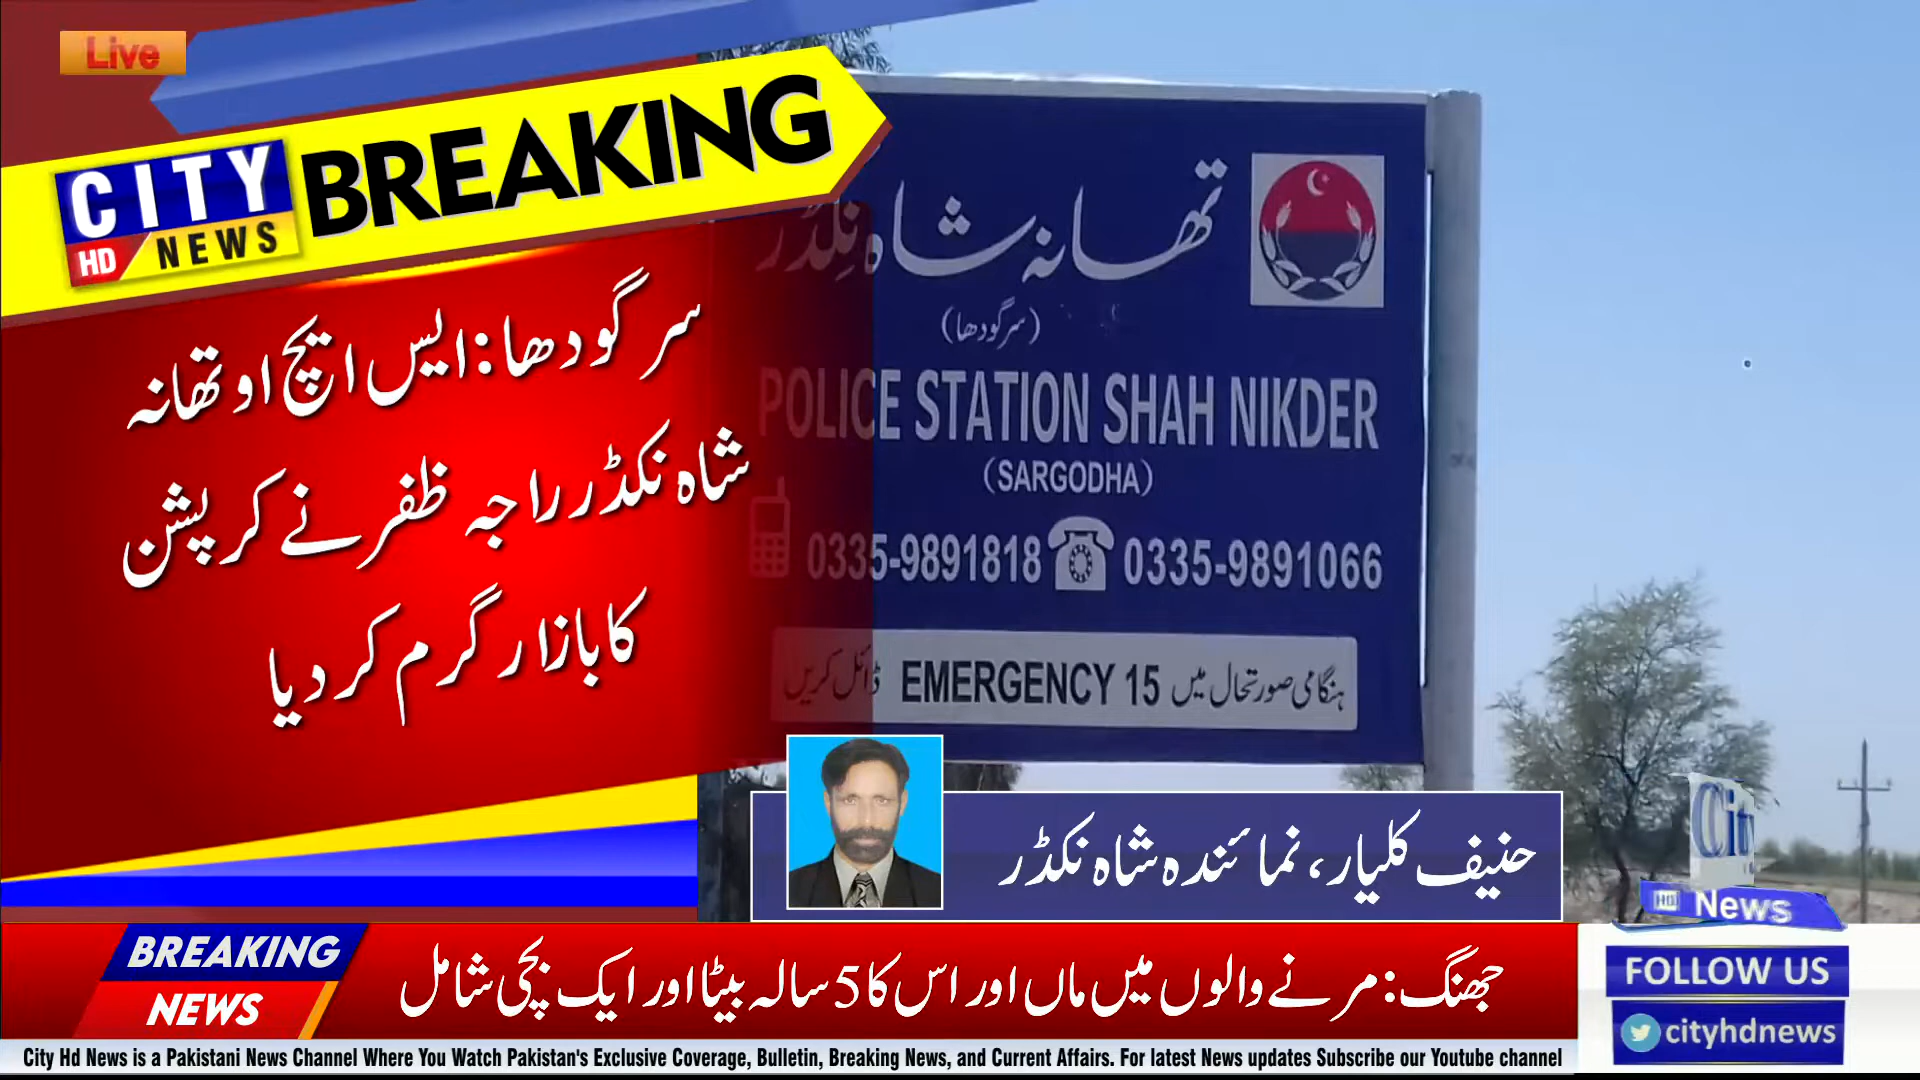 Live
CITY
HD NEWS
BREAKING
سرگودھا: ایس ایچ او تھانہ
شاہ نکڈر راجہ ظفر نے کرپشن
کا بازار گرم کر دیا
تھانہ شاہ نِکڈر
(سرگودھا)
POLICE STATION SHAH NIKDER
(SARGODHA)
0335-9891818 0335-9891066
ہنگامی صورتحال میں EMERGENCY 15 ڈائل کریں
حنیف کلیار، نمائندہ شاہ نکڈر
City
HD News
BREAKING
NEWS
جھنگ: مرنے والوں میں ماں اور اس کا 5 سالہ بیٹا اور ایک بچی شامل
FOLLOW US
cityhdnews
City Hd News is a Pakistani News Channel Where You Watch Pakistan's Exclusive Coverage, Bulletin, Breaking News, and Current Affairs. For latest News updates Subscribe our Youtube channel